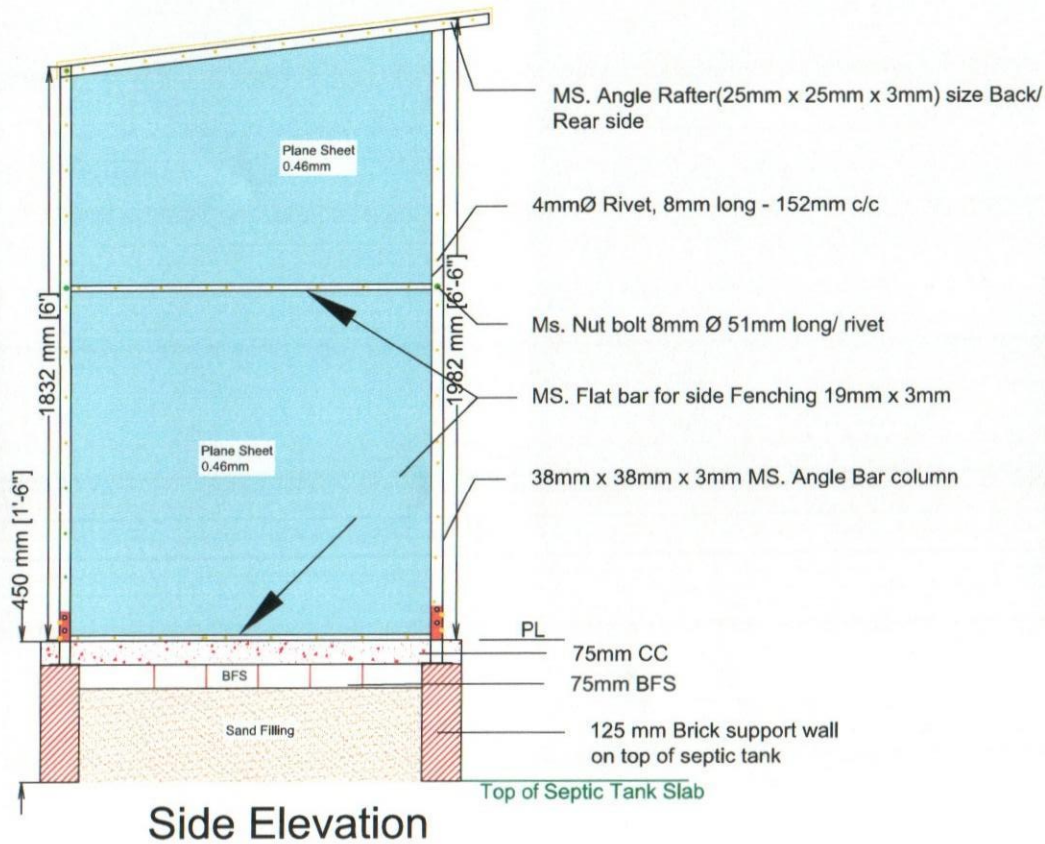 Plane Sheet
0.46mm
MS. Angle Rafter(25mm x 25mm x 3mm) size Back/
Rear side
4mmØ Rivet, 8mm long - 152mm c/c
1832 mm [6']
1982 mm [6'-6"]
Ms. Nut bolt 8mm Ø 51mm long/ rivet
MS. Flat bar for side Fenching 19mm x 3mm
Plane Sheet
0.46mm
38mm x 38mm x 3mm MS. Angle Bar column
450 mm [1'-6"]
PL
75mm CC
BFS
75mm BFS
Sand Filling
125 mm Brick support wall
on top of septic tank
Top of Septic Tank Slab
Side Elevation